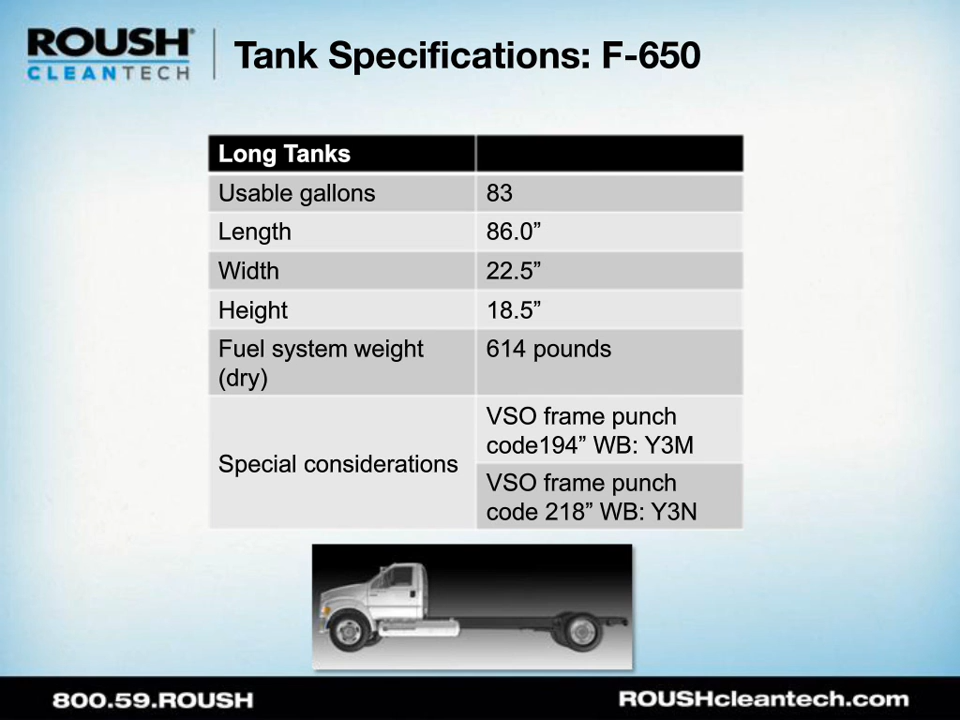 ROUSH®
CLEANTECH
Tank Specifications: F-650
Long Tanks
Usable gallons 83
Length 86.0”
Width 22.5”
Height 18.5”
Fuel system weight
(dry)
614 pounds
Special considerations
VSO frame punch
code194” WB: Y3M
VSO frame punch
code 218” WB: Y3N
800.59.ROUSH
ROUSHcleantech.com